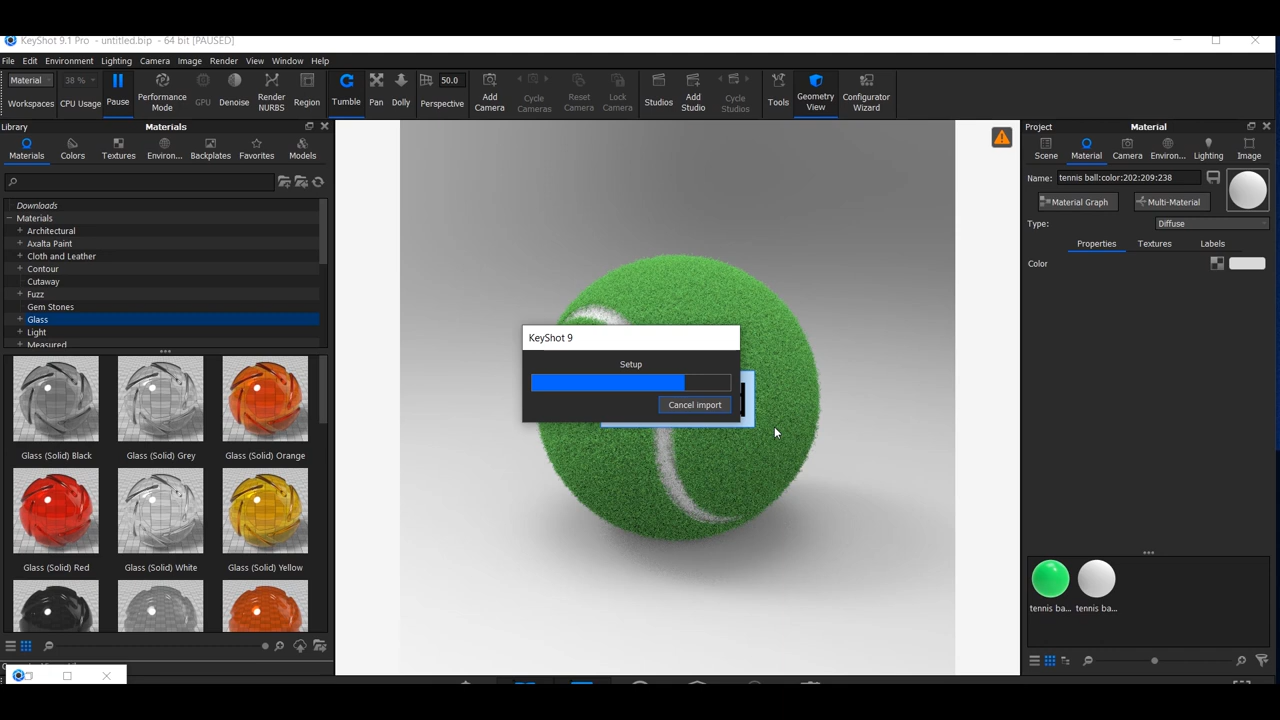 KeyShot 9.1 Pro - untitled.bip - 64 bit [PAUSED]
File Edit Environment Lighting Camera Image Render View Window Help
Material 38 % 50.0
Workspaces CPU Usage Pause Performance Mode GPU Denoise Render NURBS Region Tumble Pan Dolly Perspective Add Camera Cycle Cameras Reset Camera Lock Camera Studios Add Studio Cycle Studios Tools Geometry View Configurator Wizard
Library Materials
Materials Colors Textures Environ... Backplates Favorites Models
Downloads
Materials
Architectural
Axalta Paint
Cloth and Leather
Contour
Cutaway
Fuzz
Gem Stones
Glass
Light
Measured
Glass (Solid) Black Glass (Solid) Grey Glass (Solid) Orange
Glass (Solid) Red Glass (Solid) White Glass (Solid) Yellow
KeyShot 9
Setup
Cancel import
Project Material
Scene Material Camera Environ... Lighting Image
Name: tennis ball:color:202:209:238
Material Graph Multi-Material
Type: Diffuse
Properties Textures Labels
Color
tennis ba... tennis ba...